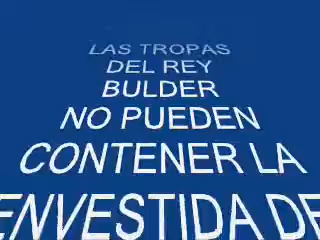 LAS TROPAS
DEL REY
BULDER
NO PUEDEN
CONTENER LA
ENVESTIDA DE